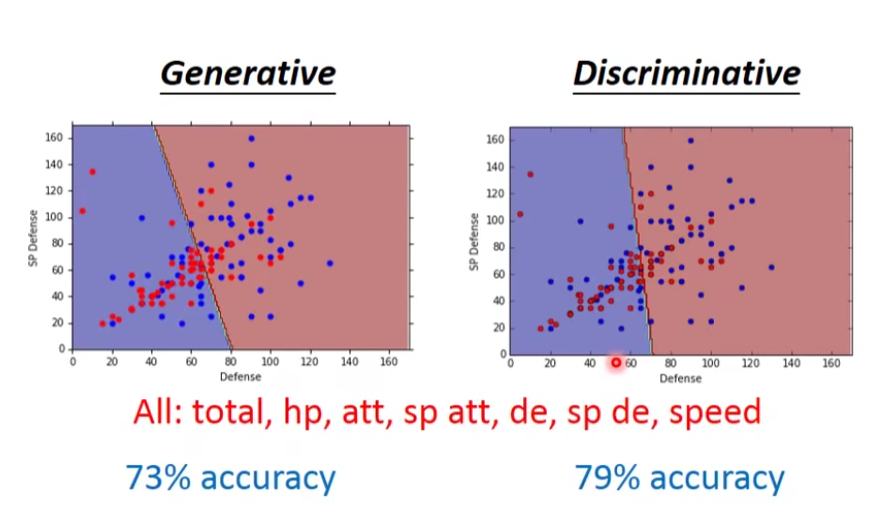 Generative
Discriminative
160
140
120
100
80
60
40
20
0
SP Defense
0 20 40 60 80 100 120 140 160
Defense
160
140
120
100
80
60
40
20
0
SP Defense
0 20 40 60 80 100 120 140 160
Defense
All: total, hp, att, sp att, de, sp de, speed
73% accuracy
79% accuracy